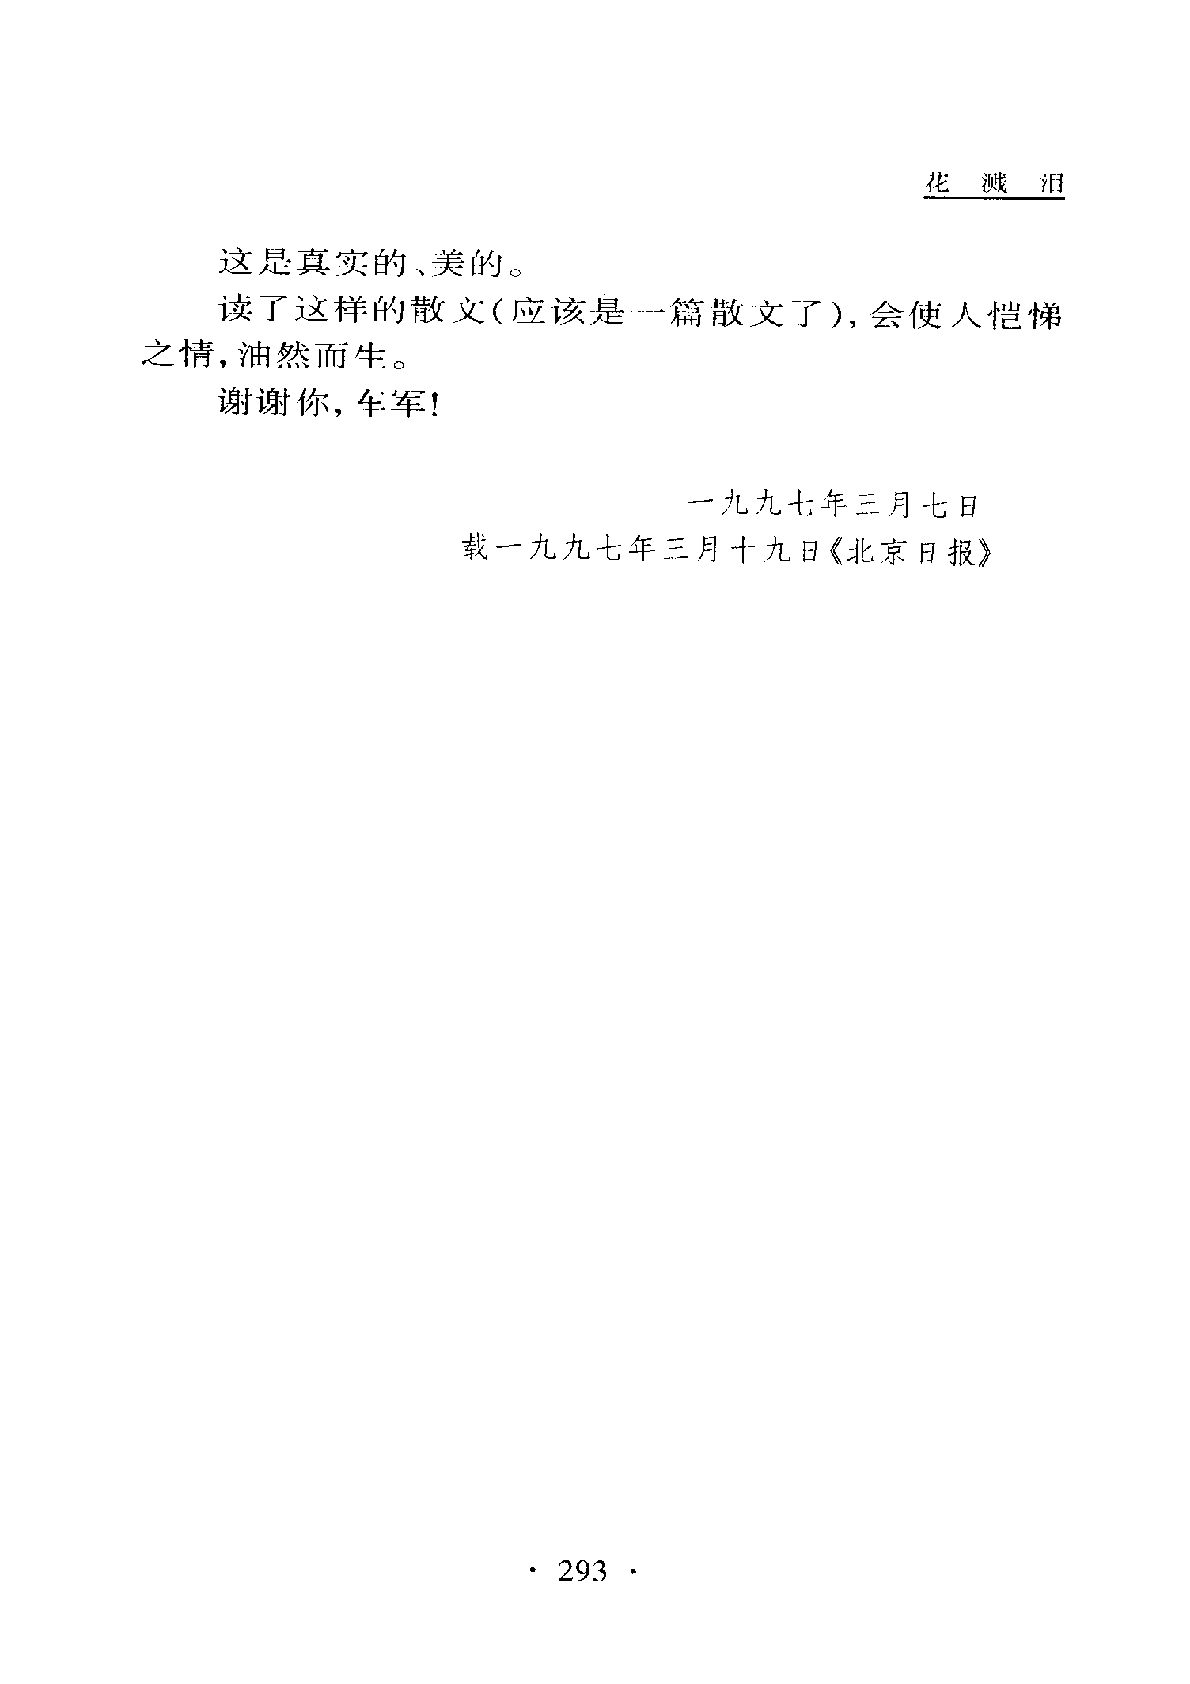 花 溅 泪
这是真实的、美的。
读了这样的散文(应该是一篇散文了),会使人恺悌
之情,油然而生。
谢谢你,车军!
一九九七年三月七日
载一九九七年三月十九日《北京日报》
· 293 ·